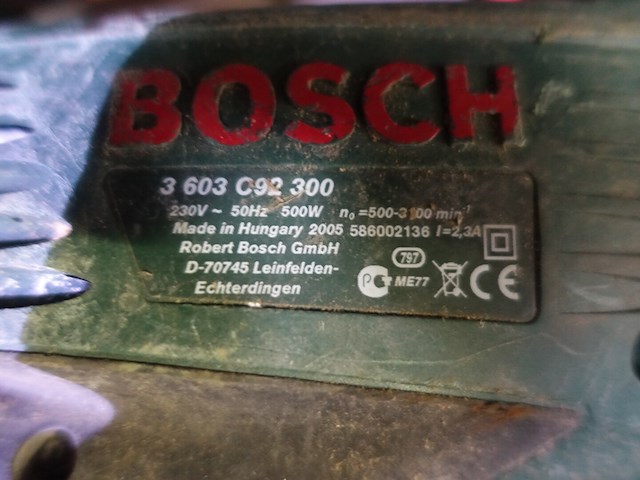 BOSCH
3 603 C92 300
230V ~ 50Hz 500W n₀=500-3100 min⁻¹
Made in Hungary 2005 586002136 I=2,3A
Robert Bosch GmbH
D-70745 Leinfelden-
Echterdingen
797
PCT ME77 CE